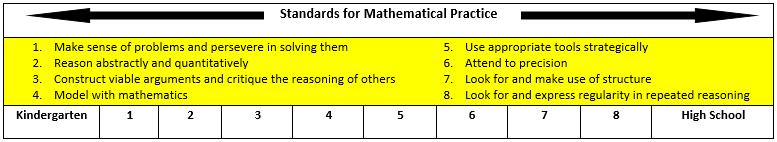 Standards for Mathematical Practice
1. Make sense of problems and persevere in solving them
2. Reason abstractly and quantitatively
3. Construct viable arguments and critique the reasoning of others
4. Model with mathematics
5. Use appropriate tools strategically
6. Attend to precision
7. Look for and make use of structure
8. Look for and express regularity in repeated reasoning
Kindergarten 1 2 3 4 5 6 7 8 High School